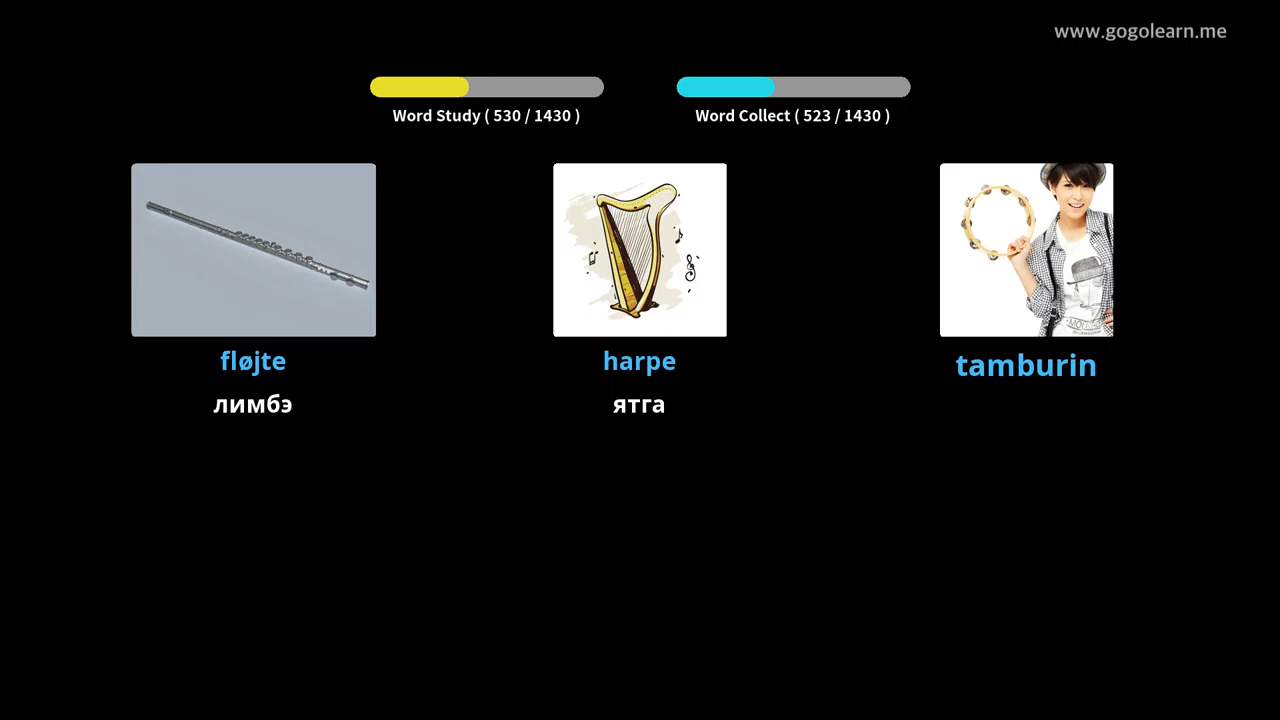 www.gogolearn.me
Word Study ( 530 / 1430 )
Word Collect ( 523 / 1430 )
fløjte
harpe
tamburin
лимбэ
ятга